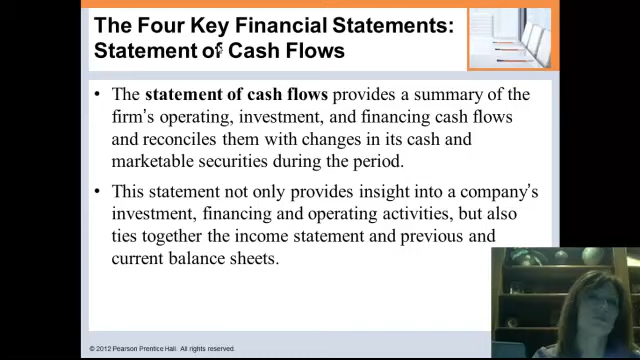 The Four Key Financial Statements:
Statement of Cash Flows
• The statement of cash flows provides a summary of the
firm's operating, investment, and financing cash flows
and reconciles them with changes in its cash and
marketable securities during the period.
• This statement not only provides insight into a company's
investment, financing and operating activities, but also
ties together the income statement and previous and
current balance sheets.
© 2012 Pearson Prentice Hall. All rights reserved.